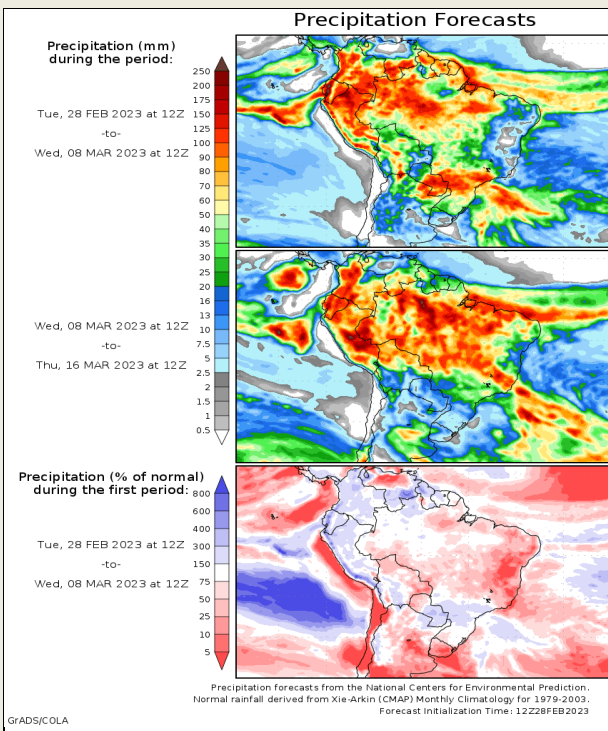 Precipitation Forecasts
Precipitation (mm)
during the period:
Tue, 28 FEB 2023 at 12Z
-to-
Wed, 08 MAR 2023 at 12Z
250
200
175
150
125
100
90
80
70
60
50
40
35
30
25
20
16
13
10
7.5
5
2.5
2
1.5
1
0.5
Wed, 08 MAR 2023 at 12Z
-to-
Thu, 16 MAR 2023 at 12Z
Precipitation (% of normal)
during the first period:
Tue, 28 FEB 2023 at 12Z
-to-
Wed, 08 MAR 2023 at 12Z
800
600
400
300
150
75
50
25
10
5
Precipitation forecasts from the National Centers for Environmental Prediction.
Normal rainfall derived from Xie-Arkin (CMAP) Monthly Climatology for 1979-2003.
Forecast Initialization Time: 12Z28FEB2023
GrADS/COLA